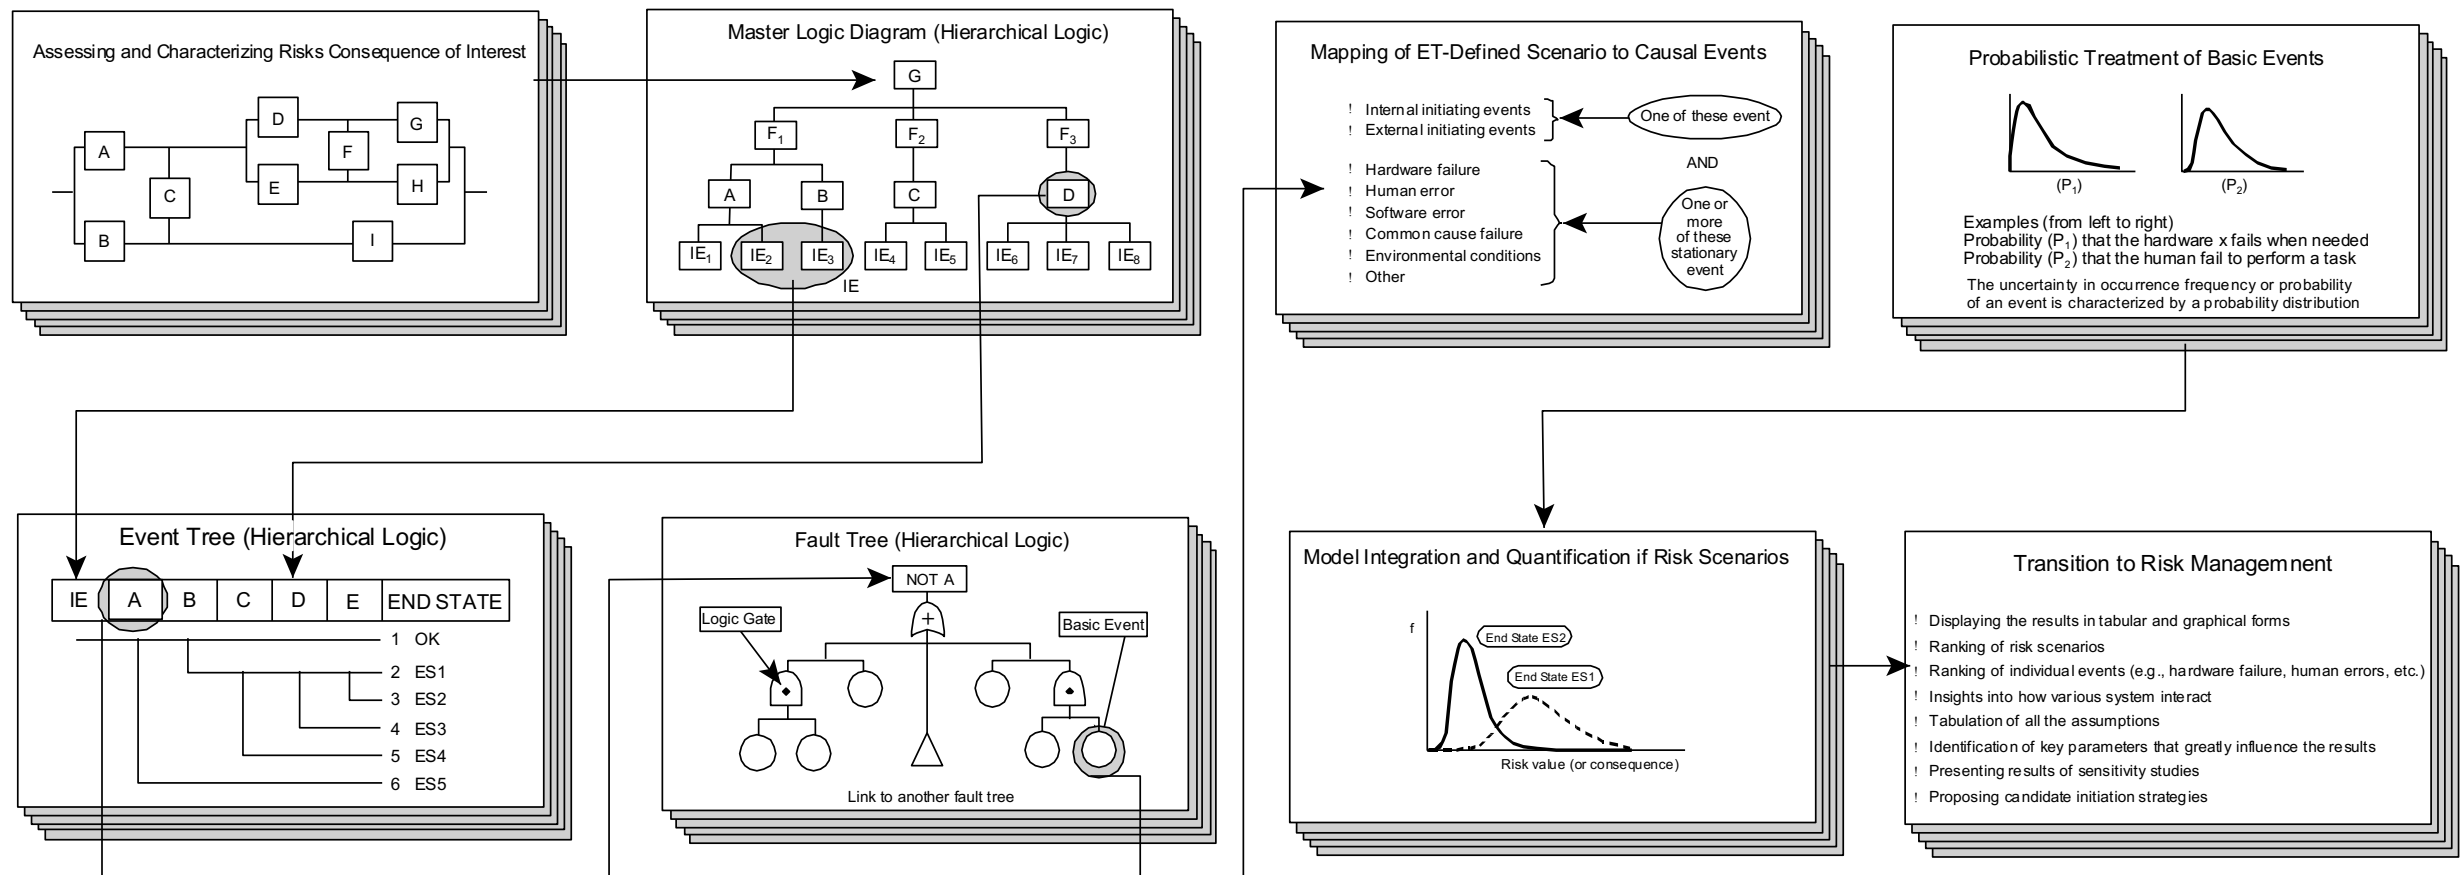 Assessing and Characterizing Risks Consequence of Interest
A
B
C
D
E
F
G
H
I
Master Logic Diagram (Hierarchical Logic)
G
F1
F2
F3
A
B
C
D
IE1
IE2
IE3
IE4
IE5
IE6
IE7
IE8
IE
Mapping of ET-Defined Scenario to Causal Events
! Internal initiating events
! External initiating events
One of these event
AND
! Hardware failure
! Human error
! Software error
! Common cause failure
! Environmental conditions
! Other
One or
more
of these
stationary
event
Probabilistic Treatment of Basic Events
(P1)
(P2)
Examples (from left to right)
Probability (P1) that the hardware x fails when needed
Probability (P2) that the human fail to perform a task
The uncertainty in occurrence frequency or probability
of an event is characterized by a probability distribution
Event Tree (Hierarchical Logic)
IE A B C D E END STATE
1 OK
2 ES1
3 ES2
4 ES3
5 ES4
6 ES5
Fault Tree (Hierarchical Logic)
NOT A
+
Logic Gate
Basic Event
Link to another fault tree
Model Integration and Quantification if Risk Scenarios
f
End State ES2
End State ES1
Risk value (or consequence)
Transition to Risk Managemnent
! Displaying the results in tabular and graphical forms
! Ranking of risk scenarios
! Ranking of individual events (e.g., hardware failure, human errors, etc.)
! Insights into how various system interact
! Tabulation of all the assumptions
! Identification of key parameters that greatly influence the results
! Presenting results of sensitivity studies
! Proposing candidate initiation strategies